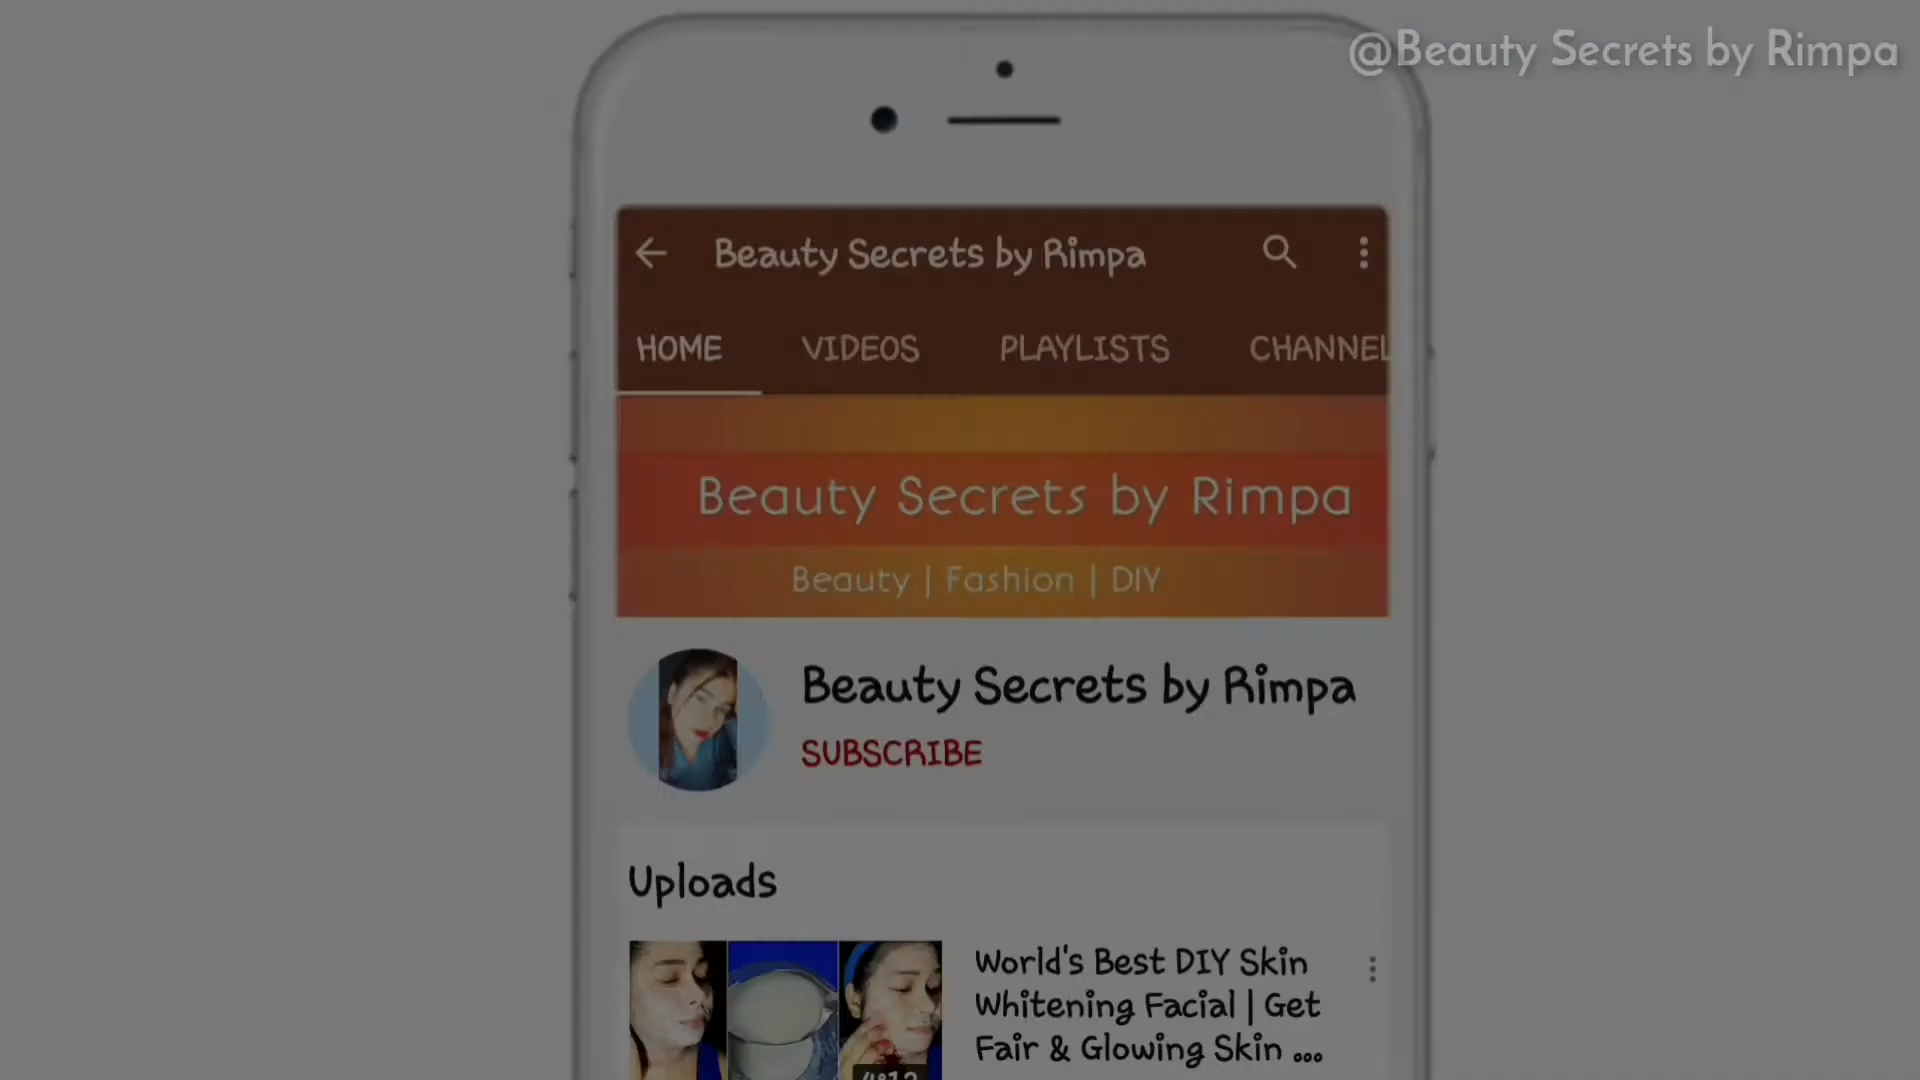 @Beauty Secrets by Rimpa
Beauty Secrets by Rimpa
HOME VIDEOS PLAYLISTS CHANNEL
Beauty Secrets by Rimpa
Beauty | Fashion | DIY
Beauty Secrets by Rimpa
SUBSCRIBE
Uploads
World's Best DIY Skin
Whitening Facial | Get
Fair & Glowing Skin ...